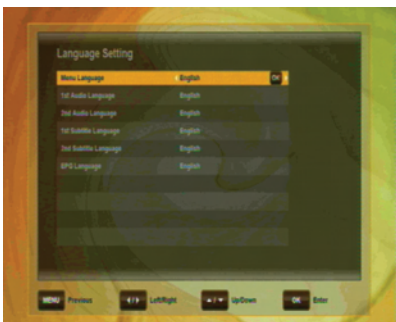 Language Setting
Menu Language English OK
1st Audio Language English
2nd Audio Language English
1st Subtitle Language English
2nd Subtitle Language English
EPG Language English
MENU Previous Left/Right Up/Down OK Enter